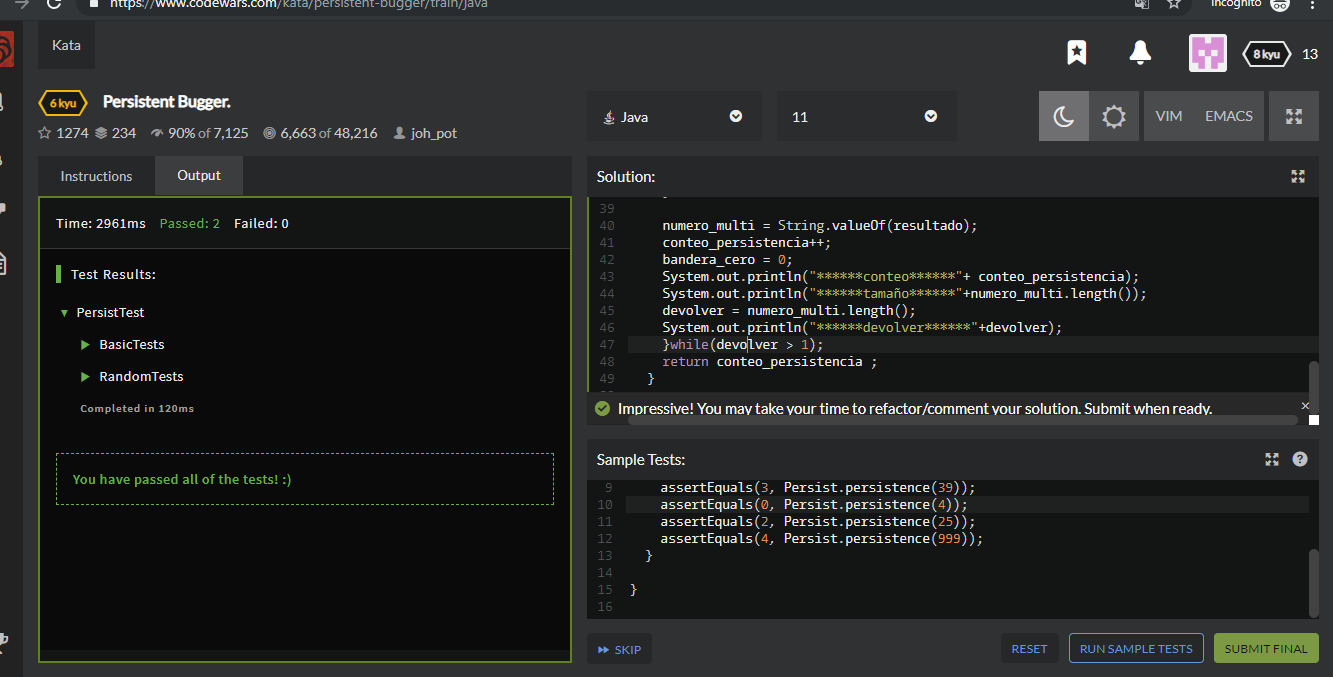 https://www.codewars.com/kata/persistent-bugger/train/java
Incognito
Kata
8 kyu
13
6 kyu
Persistent Bugger.
1274 234 90% of 7,125 6,663 of 48,216 joh_pot
Java
11
VIM
EMACS
Instructions
Output
Time: 2961ms Passed: 2 Failed: 0
Test Results:
PersistTest
BasicTests
RandomTests
Completed in 120ms
You have passed all of the tests! :)
Solution:
39
40 numero_multi = String.valueOf(resultado);
41 conteo_persistencia++;
42 bandera_cero = 0;
43 System.out.println("******conteo******"+ conteo_persistencia);
44 System.out.println("******tamaño******"+numero_multi.length());
45 devolver = numero_multi.length();
46 System.out.println("******devolver******"+devolver);
47 }while(devolver > 1);
48 return conteo_persistencia ;
49 }
Impressive! You may take your time to refactor/comment your solution. Submit when ready.
×
Sample Tests:
?
9 assertEquals(3, Persist.persistence(39));
10 assertEquals(0, Persist.persistence(4));
11 assertEquals(2, Persist.persistence(25));
12 assertEquals(4, Persist.persistence(999));
13 }
14
15 }
16
SKIP
RESET
RUN SAMPLE TESTS
SUBMIT FINAL